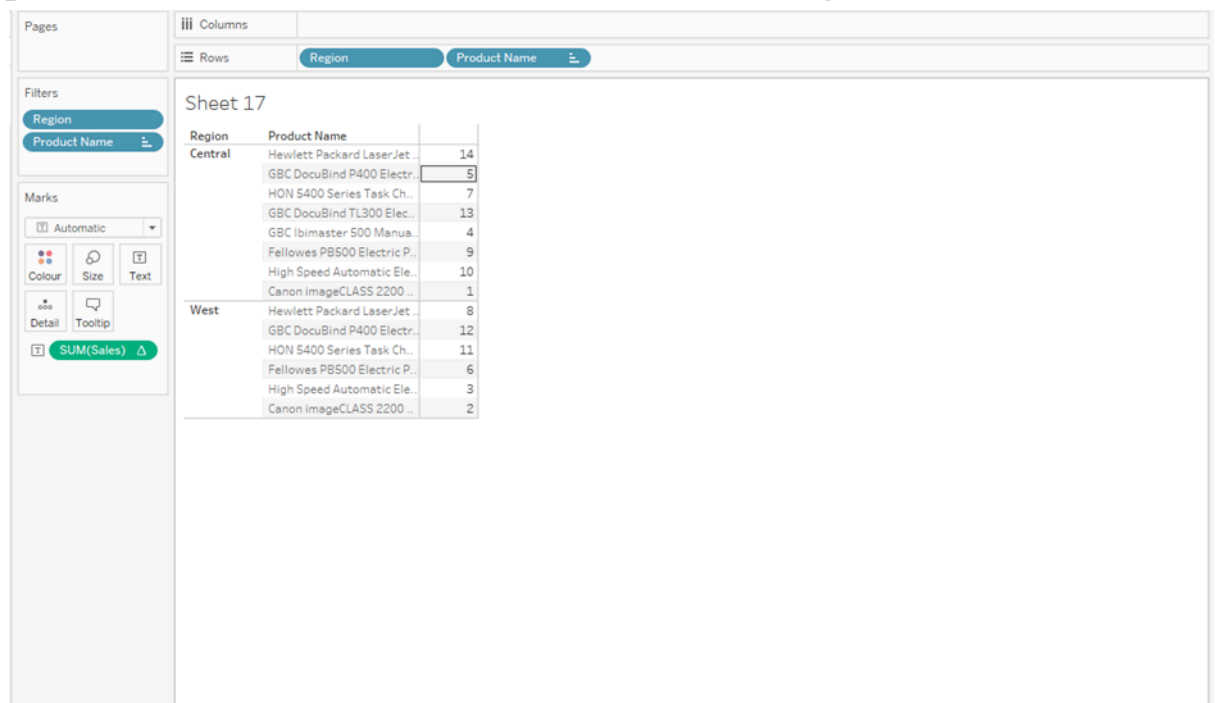 Pages
iii Columns
Rows Region Product Name
Filters
Region
Product Name
Sheet 17
Region Product Name
Central Hewlett Packard LaserJet .. 14
GBC DocuBind P400 Electr.. 5
HON 5400 Series Task Ch.. 7
GBC DocuBind TL300 Elec.. 13
GBC Ibimaster 500 Manua.. 4
Fellowes PB500 Electric P.. 9
High Speed Automatic Ele.. 10
Canon imageCLASS 2200 .. 1
West Hewlett Packard LaserJet .. 8
GBC DocuBind P400 Electr.. 12
HON 5400 Series Task Ch.. 11
Fellowes PB500 Electric P.. 6
High Speed Automatic Ele.. 3
Canon imageCLASS 2200 .. 2
Marks
T Automatic
Colour Size Text
Detail Tooltip
T SUM(Sales) Δ